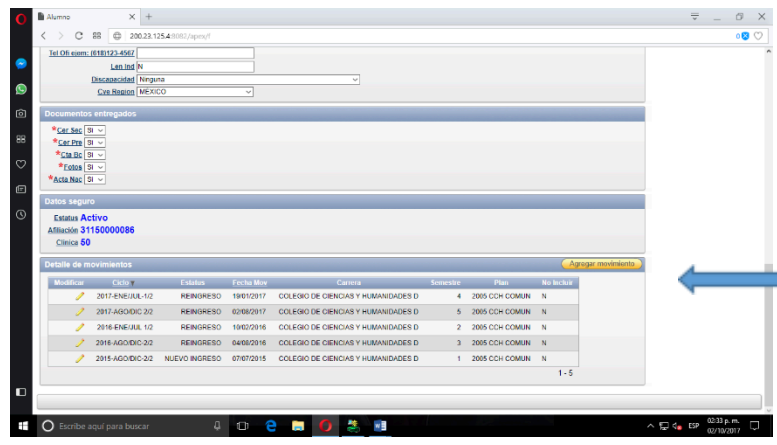 Alumno
200.23.125.4:8082/apex/f
Tel Ofi ejem: (618)123-4567
Len Ind N
Discapacidad Ninguna
Cve Region MÉXICO
Documentos entregados
*Cer Sec SI
*Cer Pre SI
*Cta Bc SI
*Fotos SI
*Acta Nac SI
Datos seguro
Estatus Activo
Afiliación 31150000086
Clínica 50
Detalle de movimientos Agregar movimiento
Modificar Ciclo Estatus Fecha Mov Carrera Semestre Plan No Incluir
2017-ENE/JUL-1/2 REINGRESO 19/01/2017 COLEGIO DE CIENCIAS Y HUMANIDADES D 4 2005 CCH COMUN N
2017-AGO/DIC 2/2 REINGRESO 02/08/2017 COLEGIO DE CIENCIAS Y HUMANIDADES D 5 2005 CCH COMUN N
2016-ENE/JUL 1/2 REINGRESO 10/02/2016 COLEGIO DE CIENCIAS Y HUMANIDADES D 2 2005 CCH COMUN N
2016-AGO/DIC-2/2 REINGRESO 04/08/2016 COLEGIO DE CIENCIAS Y HUMANIDADES D 3 2005 CCH COMUN N
2015-AGO/DIC-2/2 NUEVO INGRESO 07/07/2015 COLEGIO DE CIENCIAS Y HUMANIDADES D 1 2005 CCH COMUN N
1 - 5
Escribe aquí para buscar
ESP
02:33 p. m.
02/10/2017